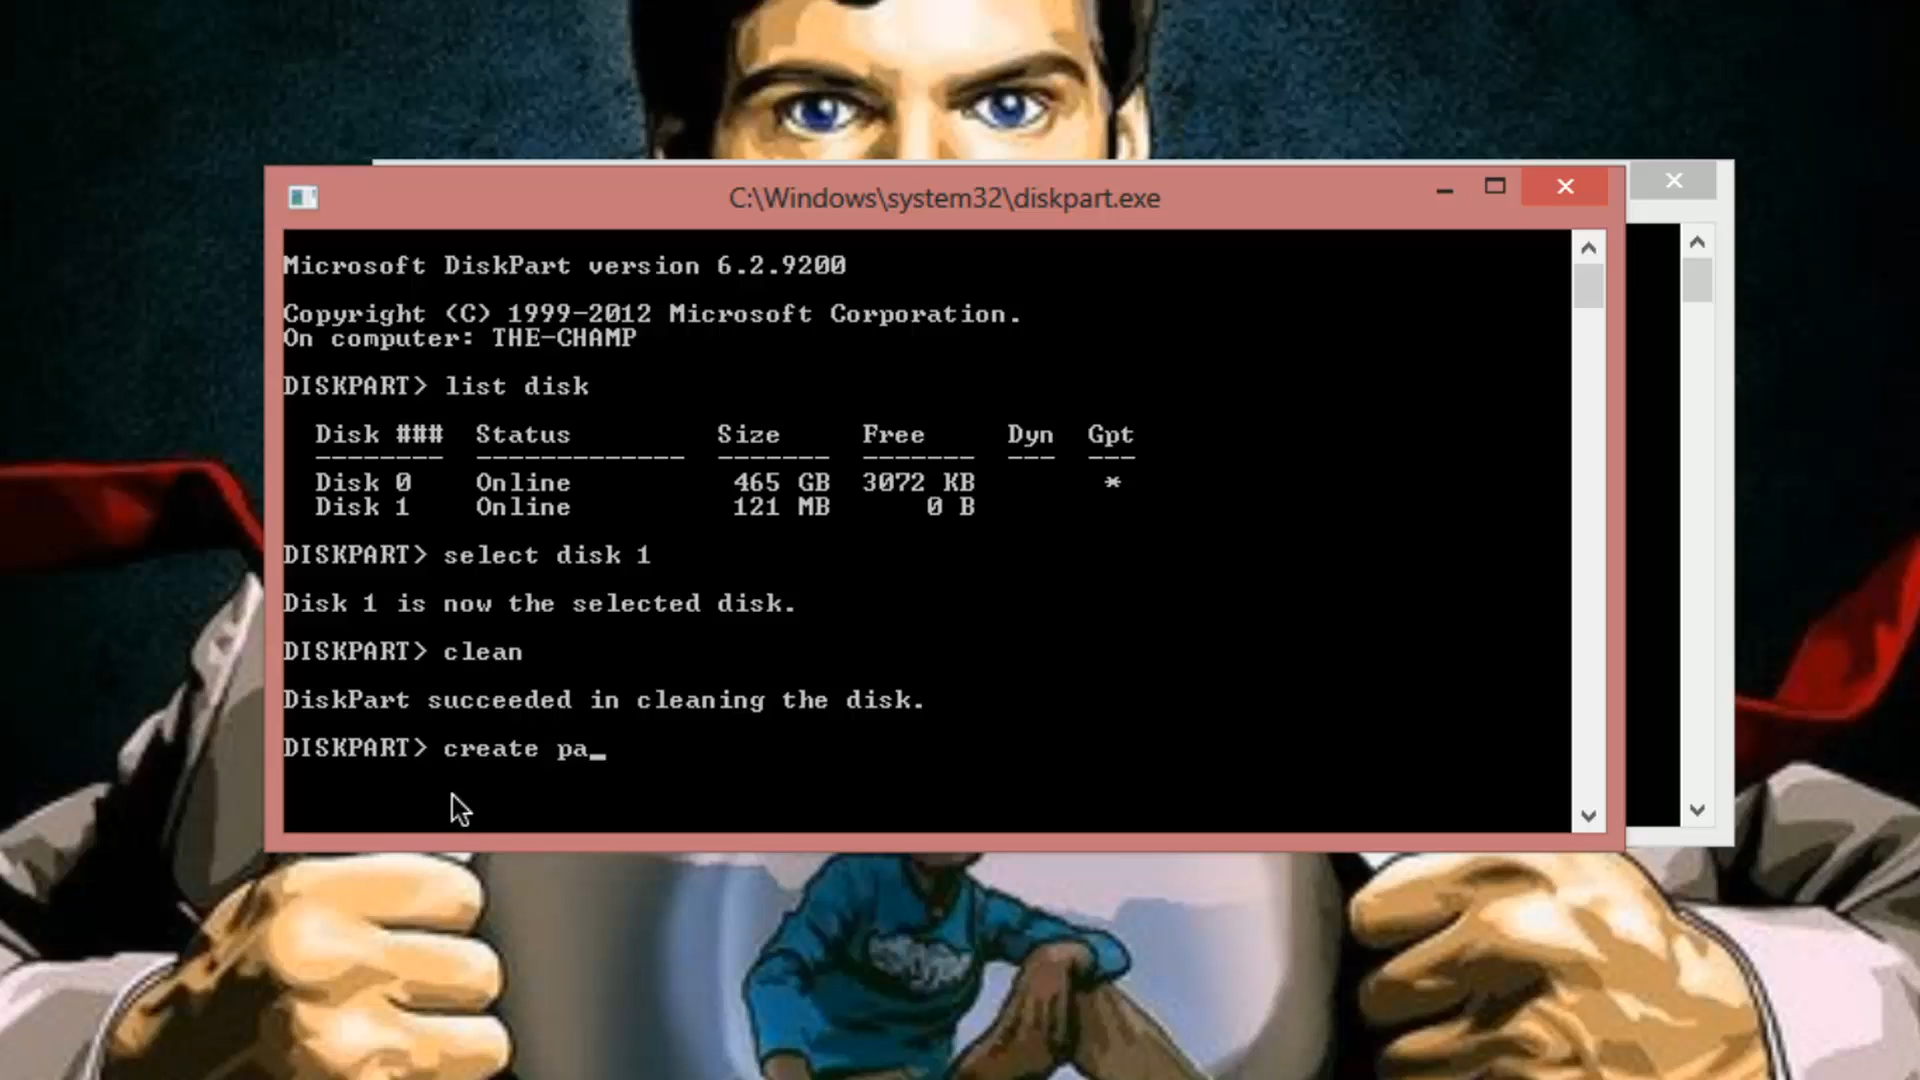 C:\Windows\system32\diskpart.exe
Microsoft DiskPart version 6.2.9200
Copyright (C) 1999-2012 Microsoft Corporation.
On computer: THE-CHAMP
DISKPART> list disk
Disk ### Status Size Free Dyn Gpt
-------- ------------- ------- ------- --- ---
Disk 0 Online 465 GB 3072 KB *
Disk 1 Online 121 MB 0 B
DISKPART> select disk 1
Disk 1 is now the selected disk.
DISKPART> clean
DiskPart succeeded in cleaning the disk.
DISKPART> create pa_